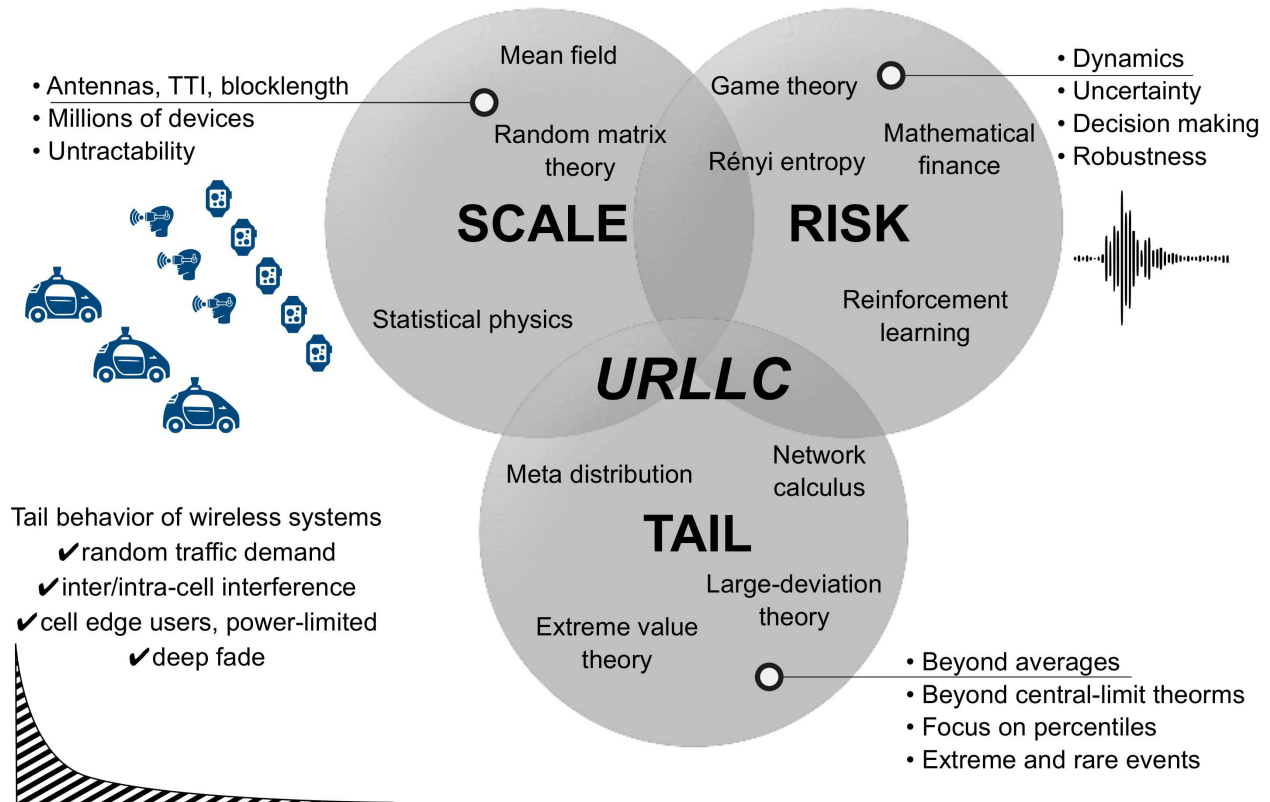 • Antennas, TTI, blocklength
• Millions of devices
• Untractability
Mean field
Random matrix
theory
SCALE
Statistical physics
Game theory
Rényi entropy
Mathematical
finance
RISK
Reinforcement
learning
• Dynamics
• Uncertainty
• Decision making
• Robustness
URLLC
Meta distribution
Network
calculus
TAIL
Large-deviation
theory
Extreme value
theory
Tail behavior of wireless systems
✔random traffic demand
✔inter/intra-cell interference
✔cell edge users, power-limited
✔deep fade
• Beyond averages
• Beyond central-limit theorms
• Focus on percentiles
• Extreme and rare events